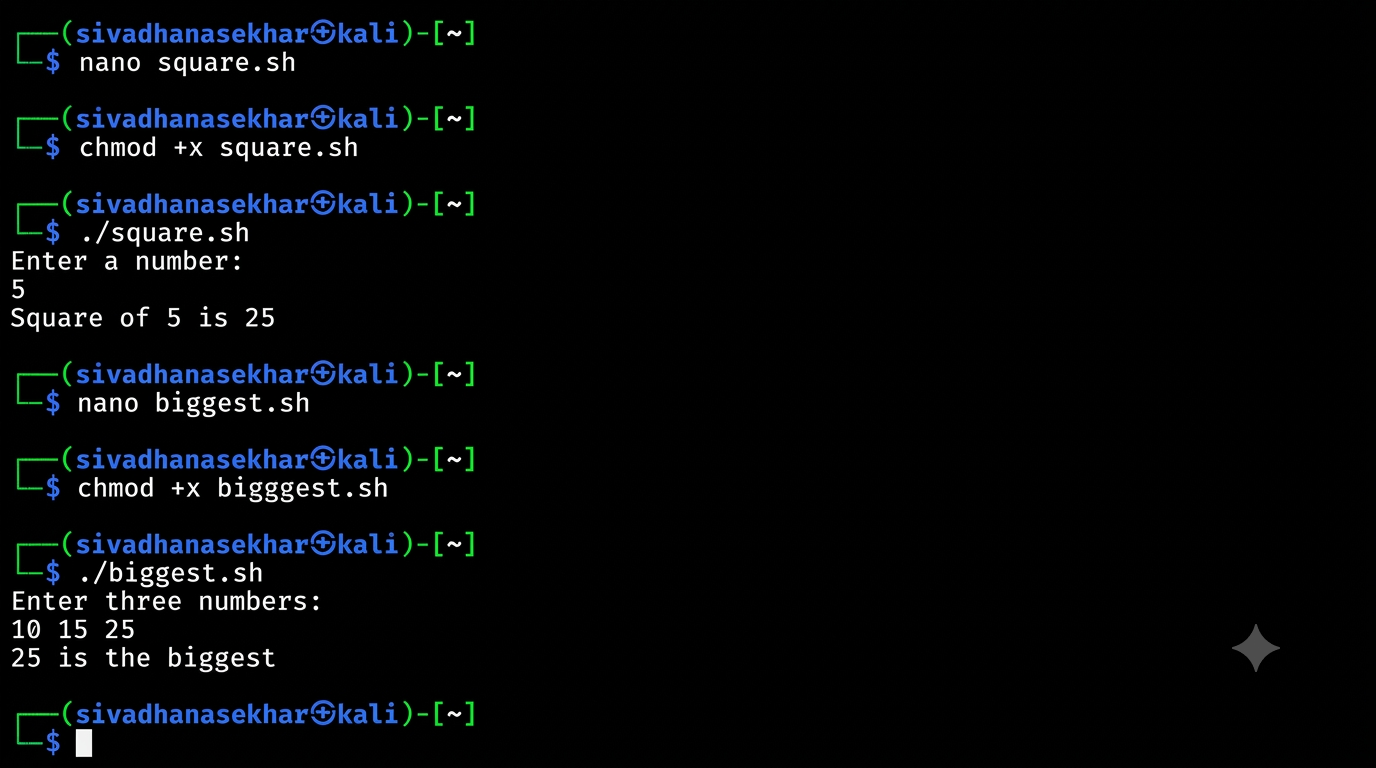 ┌──(sivadhanasekhar㉿kali)-[~]
└─$ nano square.sh
┌──(sivadhanasekhar㉿kali)-[~]
└─$ chmod +x square.sh
┌──(sivadhanasekhar㉿kali)-[~]
└─$ ./square.sh
Enter a number:
5
Square of 5 is 25
┌──(sivadhanasekhar㉿kali)-[~]
└─$ nano biggest.sh
┌──(sivadhanasekhar㉿kali)-[~]
└─$ chmod +x bigggest.sh
┌──(sivadhanasekhar㉿kali)-[~]
└─$ ./biggest.sh
Enter three numbers:
10 15 25
25 is the biggest
┌──(sivadhanasekhar㉿kali)-[~]
└─$